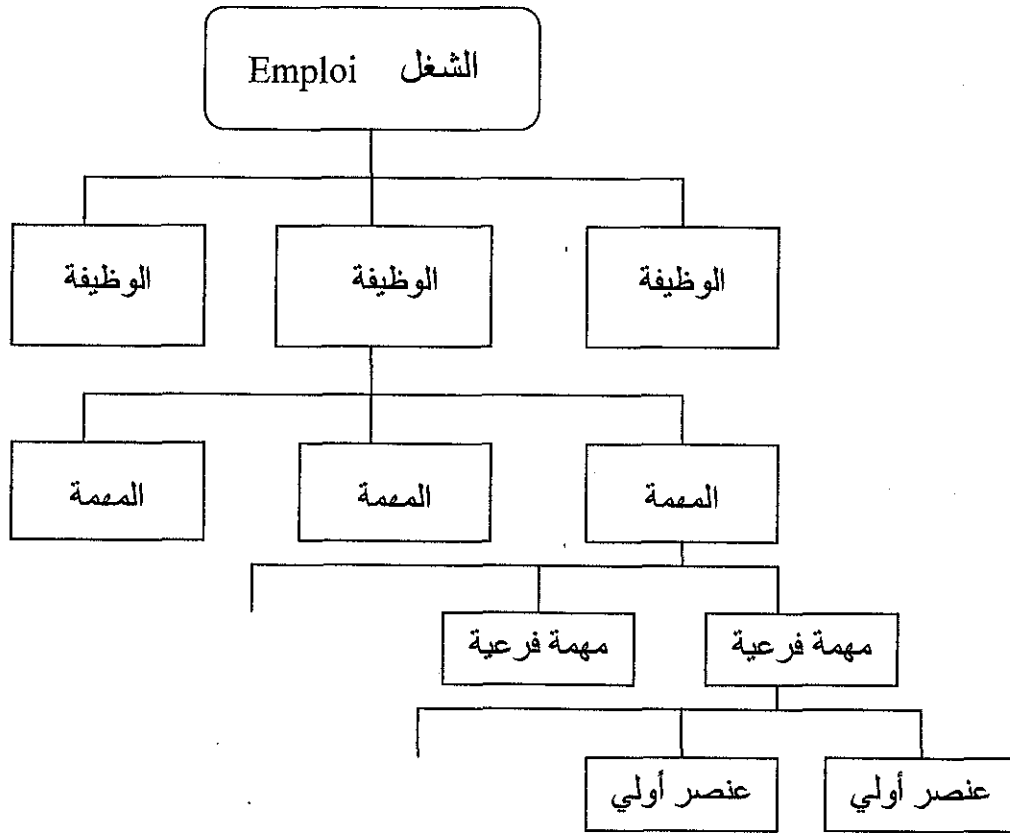 الشغل Emploi
الوظيفة
الوظيفة
الوظيفة
المهمة
المهمة
المهمة
مهمة فرعية
مهمة فرعية
عنصر أولي
عنصر أولي